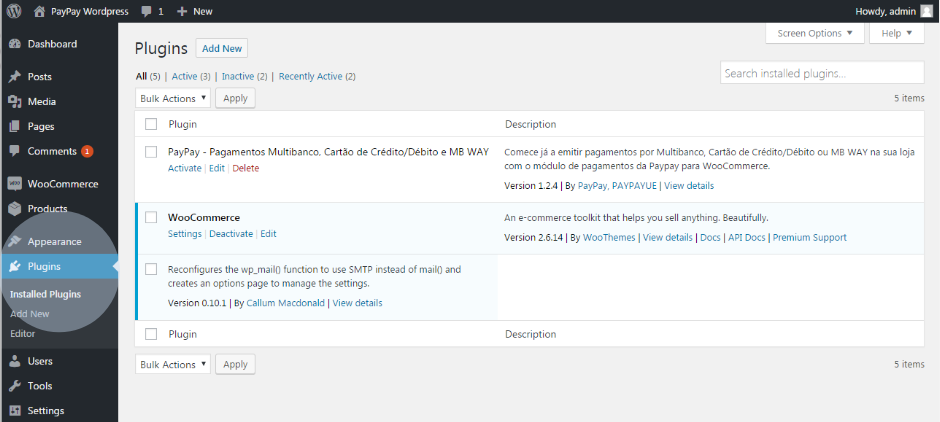 PayPay Wordpress 1 + New Howdy, admin
Dashboard
Posts
Media
Pages
Comments 1
WooCommerce
Products
Appearance
Plugins
Installed Plugins
Add New
Editor
Users
Tools
Settings
Screen Options ▼ Help ▼
Plugins Add New
All (5) | Active (3) | Inactive (2) | Recently Active (2)
Search installed plugins...
Bulk Actions ▼ Apply 5 items
Plugin Description
PayPay - Pagamentos Multibanco, Cartão de Crédito/Débito e MB WAY
Activate | Edit | Delete
Comece já a emitir pagamentos por Multibanco, Cartão de Crédito/Débito ou MB WAY na sua loja
com o módulo de pagamentos da Paypay para WooCommerce.
Version 1.2.4 | By PayPay, PAYPAYUE | View details
WooCommerce
Settings | Deactivate | Edit
An e-commerce toolkit that helps you sell anything. Beautifully.
Version 2.6.14 | By WooThemes | View details | Docs | API Docs | Premium Support
Reconfigures the wp_mail() function to use SMTP instead of mail() and
creates an options page to manage the settings.
Version 0.10.1 | By Callum Macdonald | View details
Plugin Description
Bulk Actions ▼ Apply 5 items